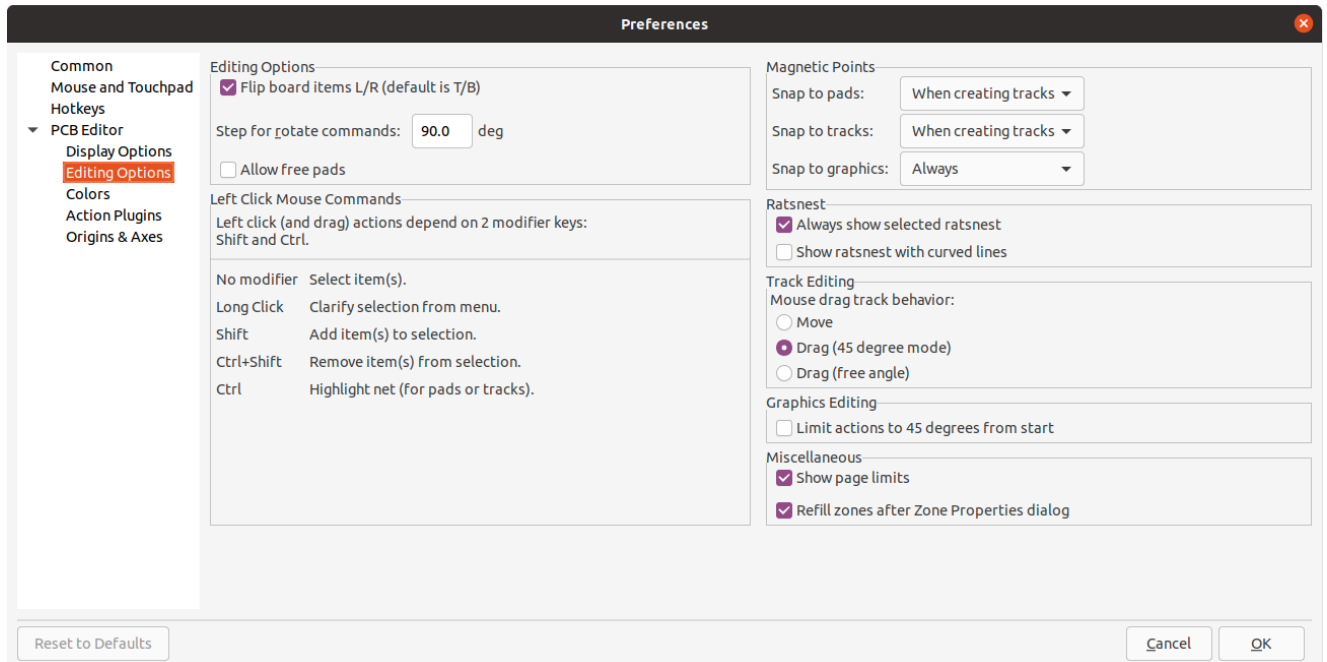 Preferences
Common
Mouse and Touchpad
Hotkeys
PCB Editor
Display Options
Editing Options
Colors
Action Plugins
Origins & Axes
Editing Options
Flip board items L/R (default is T/B)
Step for rotate commands: 90.0 deg
Allow free pads
Left Click Mouse Commands
Left click (and drag) actions depend on 2 modifier keys:
Shift and Ctrl.
No modifier Select item(s).
Long Click Clarify selection from menu.
Shift Add item(s) to selection.
Ctrl+Shift Remove item(s) from selection.
Ctrl Highlight net (for pads or tracks).
Magnetic Points
Snap to pads: When creating tracks
Snap to tracks: When creating tracks
Snap to graphics: Always
Ratsnest
Always show selected ratsnest
Show ratsnest with curved lines
Track Editing
Mouse drag track behavior:
Move
Drag (45 degree mode)
Drag (free angle)
Graphics Editing
Limit actions to 45 degrees from start
Miscellaneous
Show page limits
Refill zones after Zone Properties dialog
Reset to Defaults
Cancel
OK